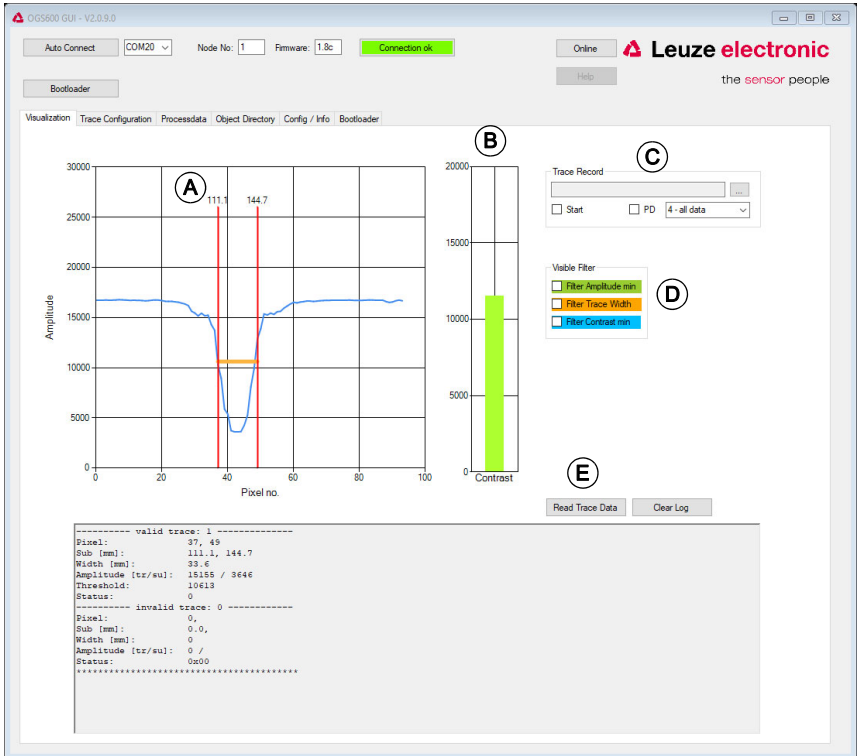 OGS600 GUI - V2.0.9.0
Auto Connect COM20 Node No: 1 Firmware: 1.8c Connection ok Online Leuze electronic
Help the sensor people
Bootloader
Visualization Trace Configuration Processdata Object Directory Config / Info Bootloader
A
B
C
D
E
30000
25000
20000
15000
10000
5000
0
Amplitude
111.1 144.7
0 20 40 60 80 100
Pixel no.
20000
15000
10000
5000
0
Contrast
Trace Record
...
Start PD 4 - all data
Visible Filter
Filter Amplitude min
Filter Trace Width
Filter Contrast min
Read Trace Data Clear Log
---------- valid trace: 1 --------------
Pixel: 37, 49
Sub [mm]: 111.1, 144.7
Width [mm]: 33.6
Amplitude [tr/su]: 15155 / 3646
Threshold: 10613
Status: 0
---------- invalid trace: 0 ------------
Pixel: 0,
Sub [mm]: 0.0,
Width [mm]: 0
Amplitude [tr/su]: 0 /
Status: 0x00
*****************************************